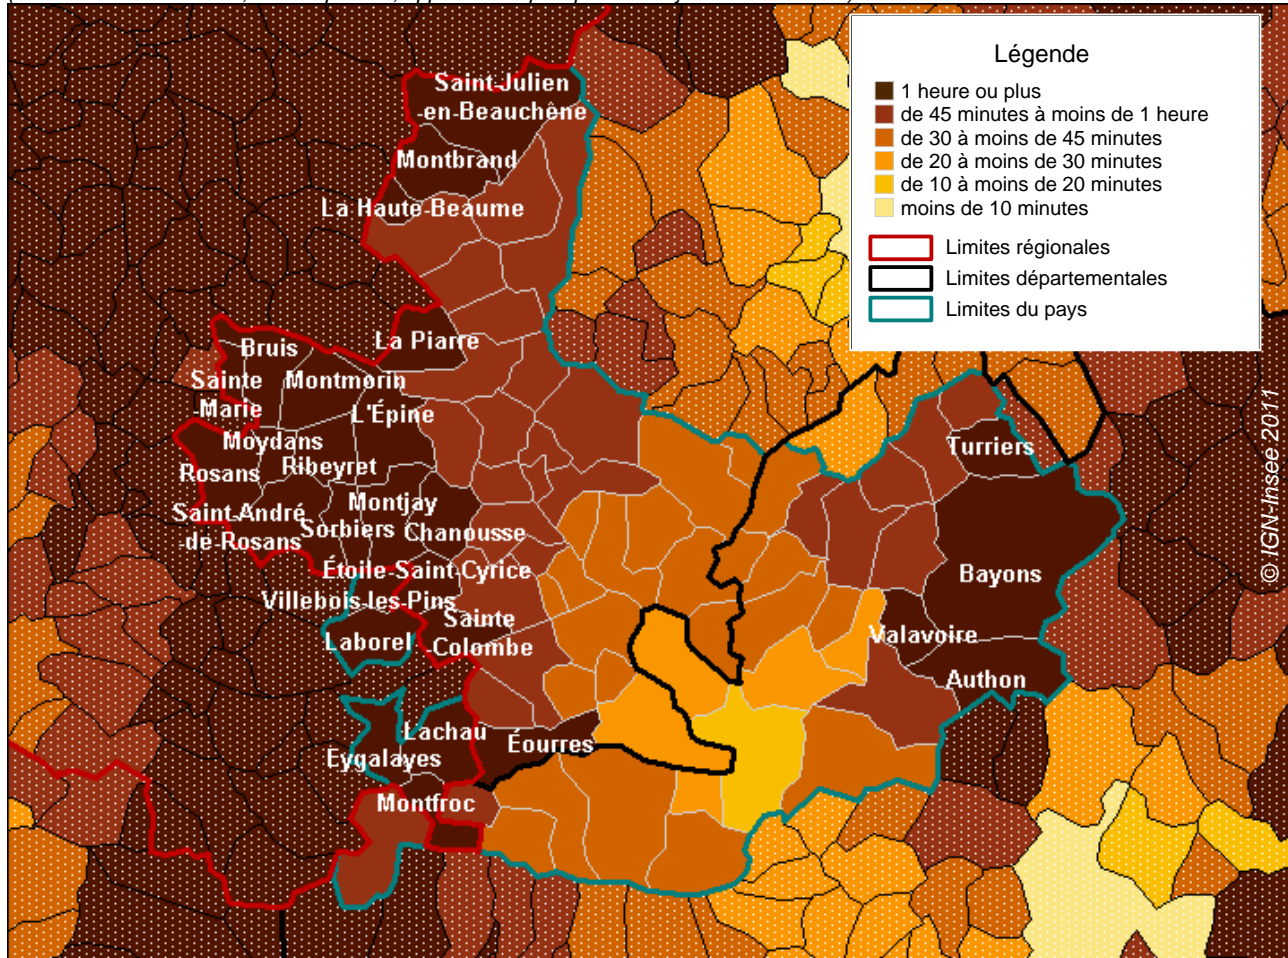 Légende
1 heure ou plus
de 45 minutes à moins de 1 heure
de 30 à moins de 45 minutes
de 20 à moins de 30 minutes
de 10 à moins de 20 minutes
moins de 10 minutes
Limites régionales
Limites départementales
Limites du pays
Saint-Julien
-en-Beauchêne
Montbrand
La Haute-Beaume
La Piarre
Bruis
Sainte
-Marie
Montmorin
L'Épine
Moydans
Ribeyret
Rosans
Montjay
Saint-André
-de-Rosans
Sorbiers
Chanousse
Étoile-Saint-Cyrice
Villebois-les-Pins
Sainte
-Colombe
Laborel
Lachau
Éourres
Eygalayes
Montfroc
Turriers
Bayons
Valavoire
Authon
© IGN-Insee 2011